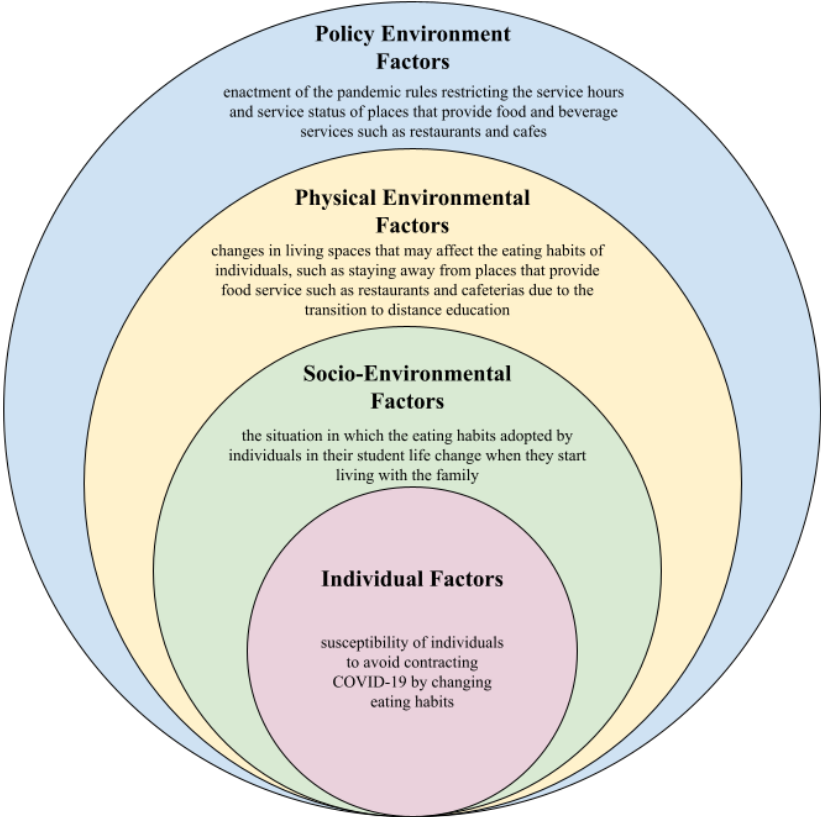 Policy Environment
Factors
enactment of the pandemic rules restricting the service hours
and service status of places that provide food and beverage
services such as restaurants and cafes
Physical Environmental
Factors
changes in living spaces that may affect the eating habits of
individuals, such as staying away from places that provide
food service such as restaurants and cafeterias due to the
transition to distance education
Socio-Environmental
Factors
the situation in which the eating habits adopted by
individuals in their student life change when they start
living with the family
Individual Factors
susceptibility of individuals
to avoid contracting
COVID-19 by changing
eating habits